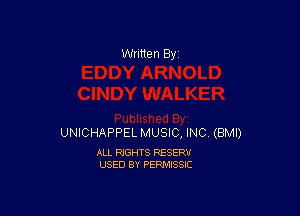 Written By
EDDY ARNOLD
CINDY WALKER
Published By
UNICHAPPEL MUSIC, INC. (BMI)
ALL RIGHTS RESERV
USED BY PERMISSIC